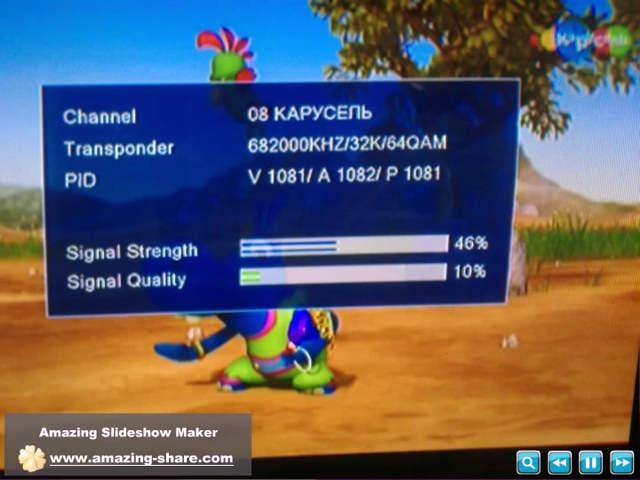 Карусель
Channel 08 КАРУСЕЛЬ
Transponder 682000KHZ/32K/64QAM
PID V 1081/ A 1082/ P 1081
Signal Strength 46%
Signal Quality 10%
Amazing Slideshow Maker
www.amazing-share.com